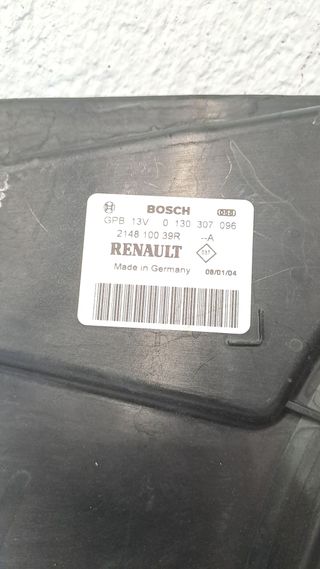 BOSCH
GPB 13V 0 130 307 096
2148 100 39R --A
RENAULT
Made in Germany 08/01/04